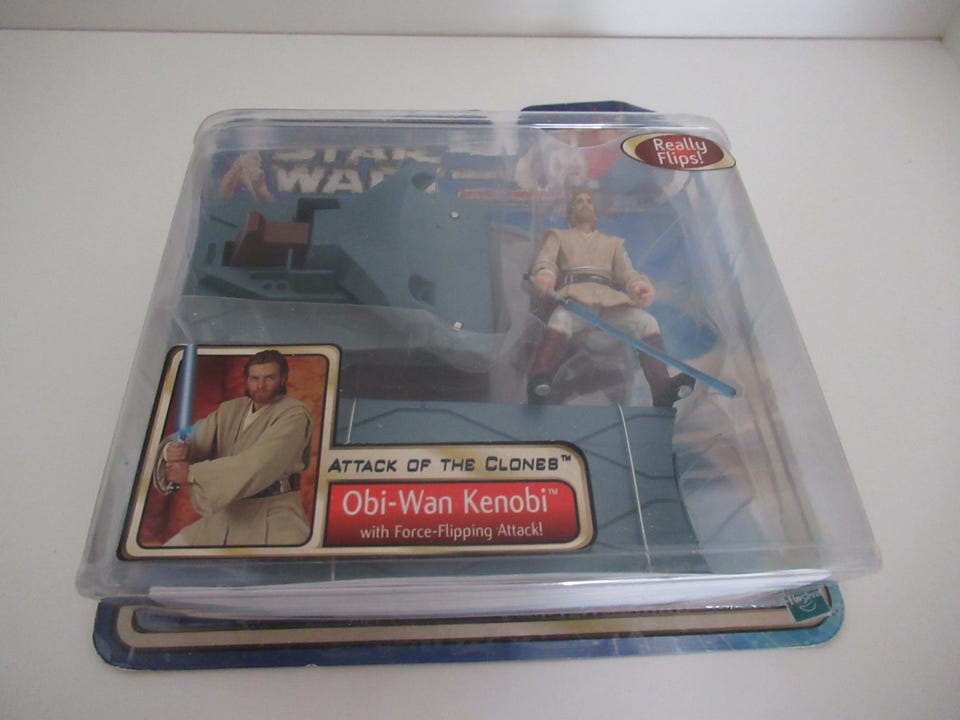 STAR
WARS
Really
Flips!
ATTACK OF THE CLONES™
Obi-Wan Kenobi™
with Force-Flipping Attack!
Hasbro